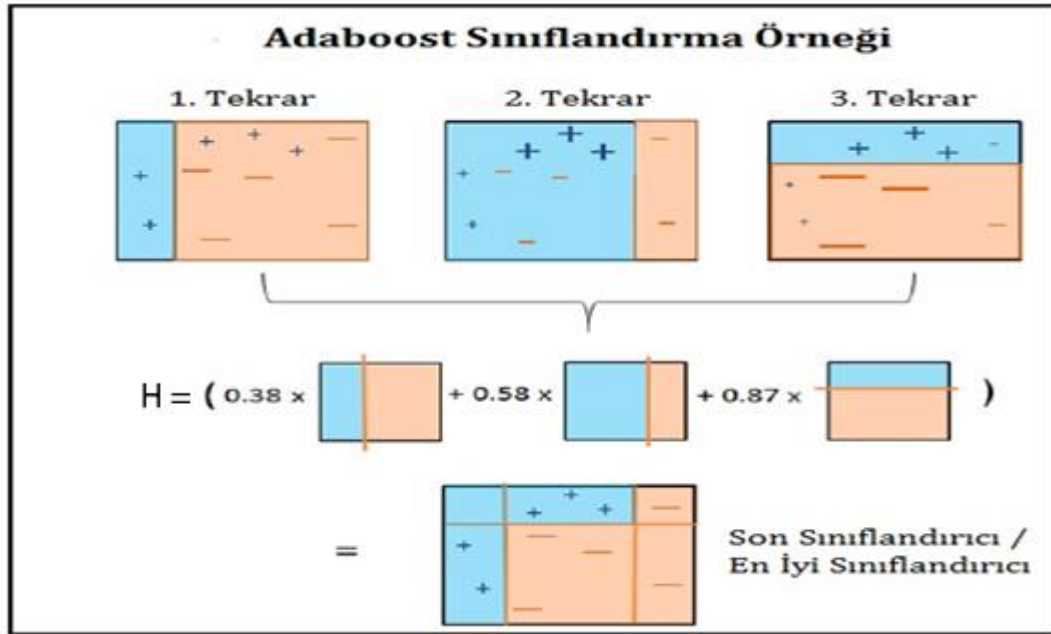 Adaboost Sınıflandırma Örneği
1. Tekrar 2. Tekrar 3. Tekrar
H = ( 0.38 x + 0.58 x + 0.87 x )
=
Son Sınıflandırıcı /
En İyi Sınıflandırıcı